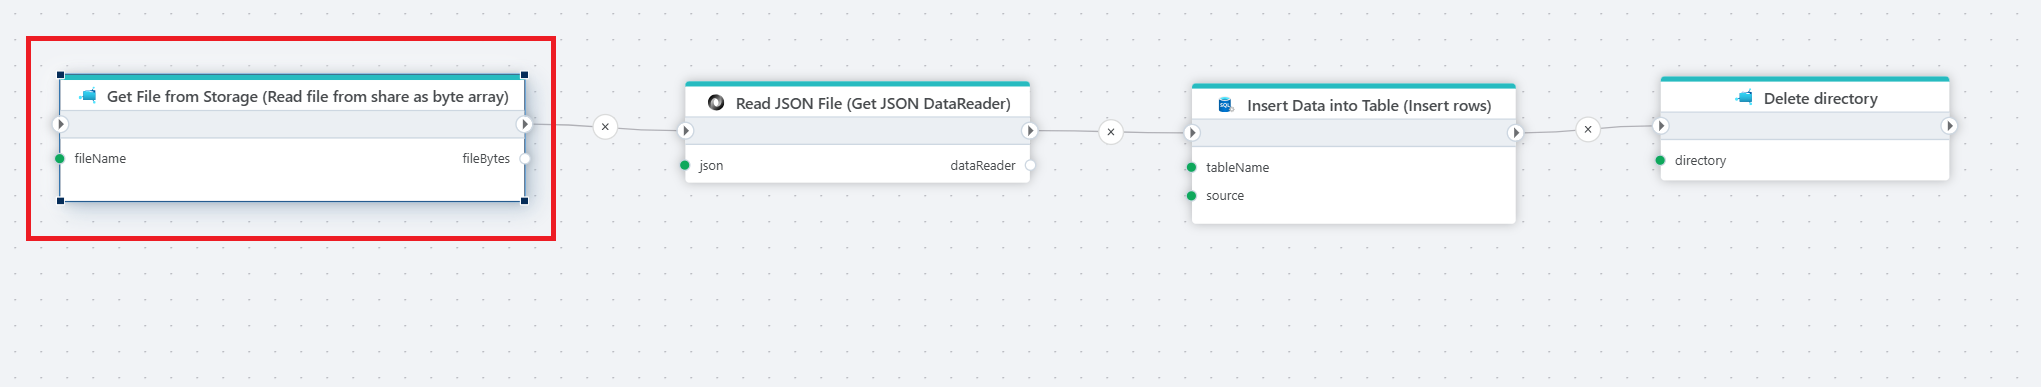 Get File from Storage (Read file from share as byte array)
fileName
fileBytes
Read JSON File (Get JSON DataReader)
json
dataReader
Insert Data into Table (Insert rows)
tableName
source
Delete directory
directory